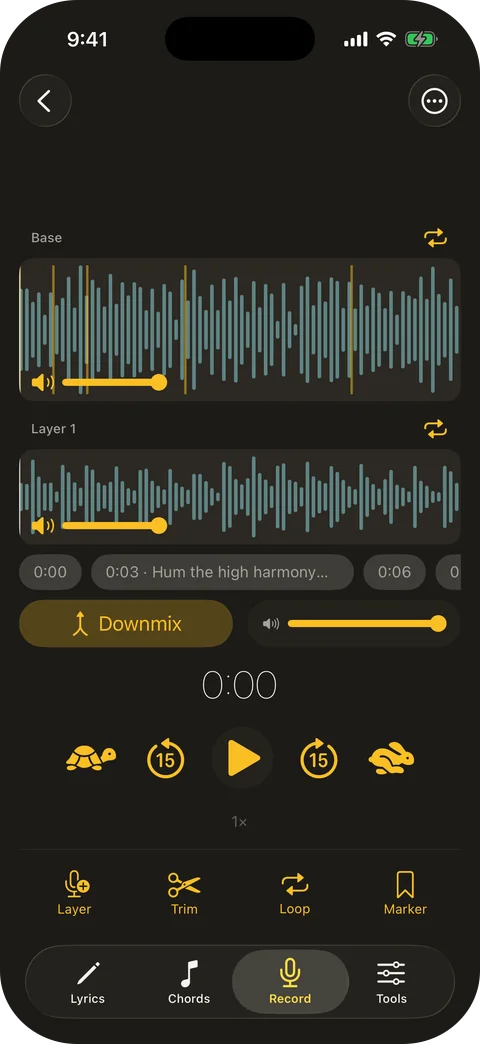 9:41
Base
Layer 1
0:00
0:03 · Hum the high harmony...
0:06
0
Downmix
0:00
15
15
1×
Layer
Trim
Loop
Marker
Lyrics
Chords
Record
Tools